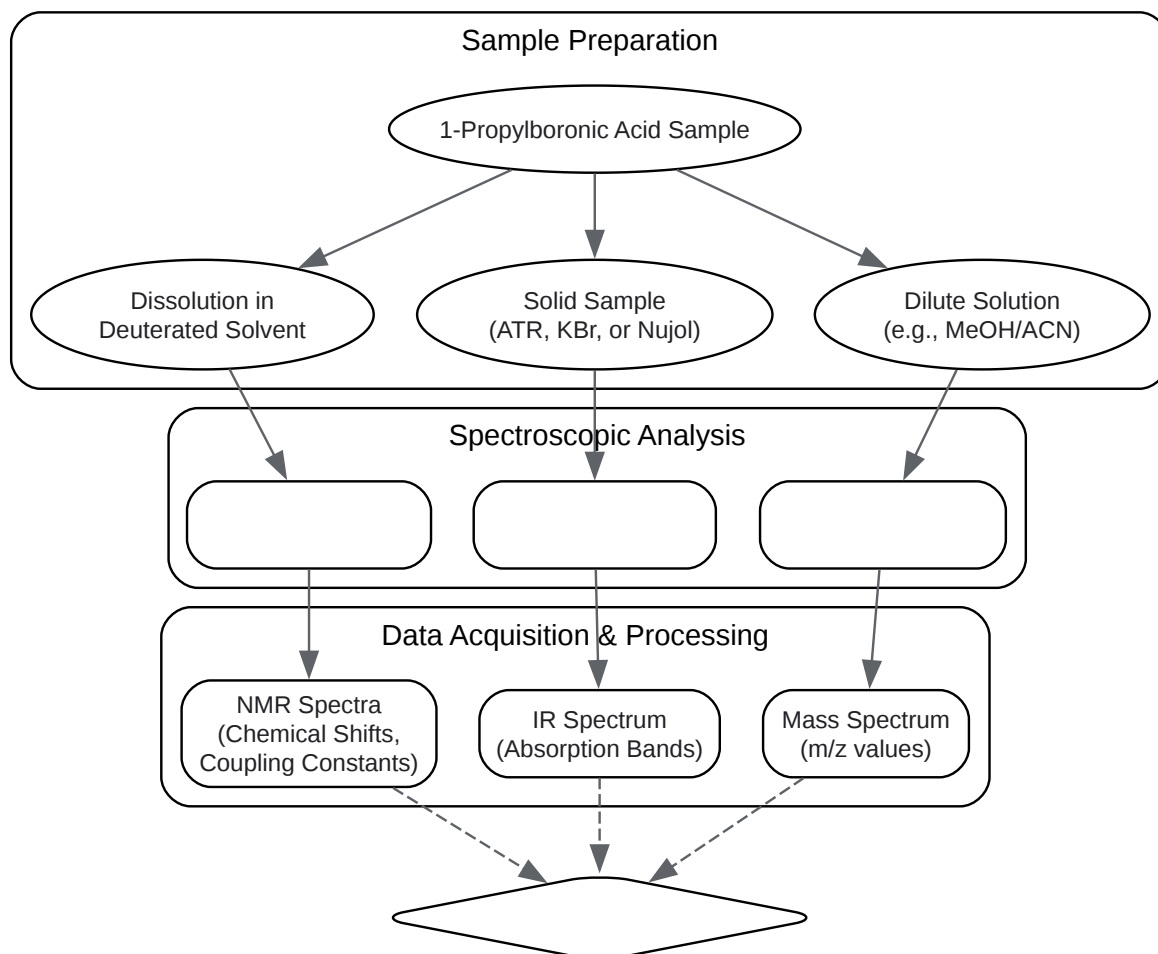 Sample Preparation
1-Propylboronic Acid Sample
Dissolution in
Deuterated Solvent
Solid Sample
(ATR, KBr, or Nujol)
Dilute Solution
(e.g., MeOH/ACN)
Spectroscopic Analysis
Data Acquisition & Processing
NMR Spectra
(Chemical Shifts,
Coupling Constants)
IR Spectrum
(Absorption Bands)
Mass Spectrum
(m/z values)